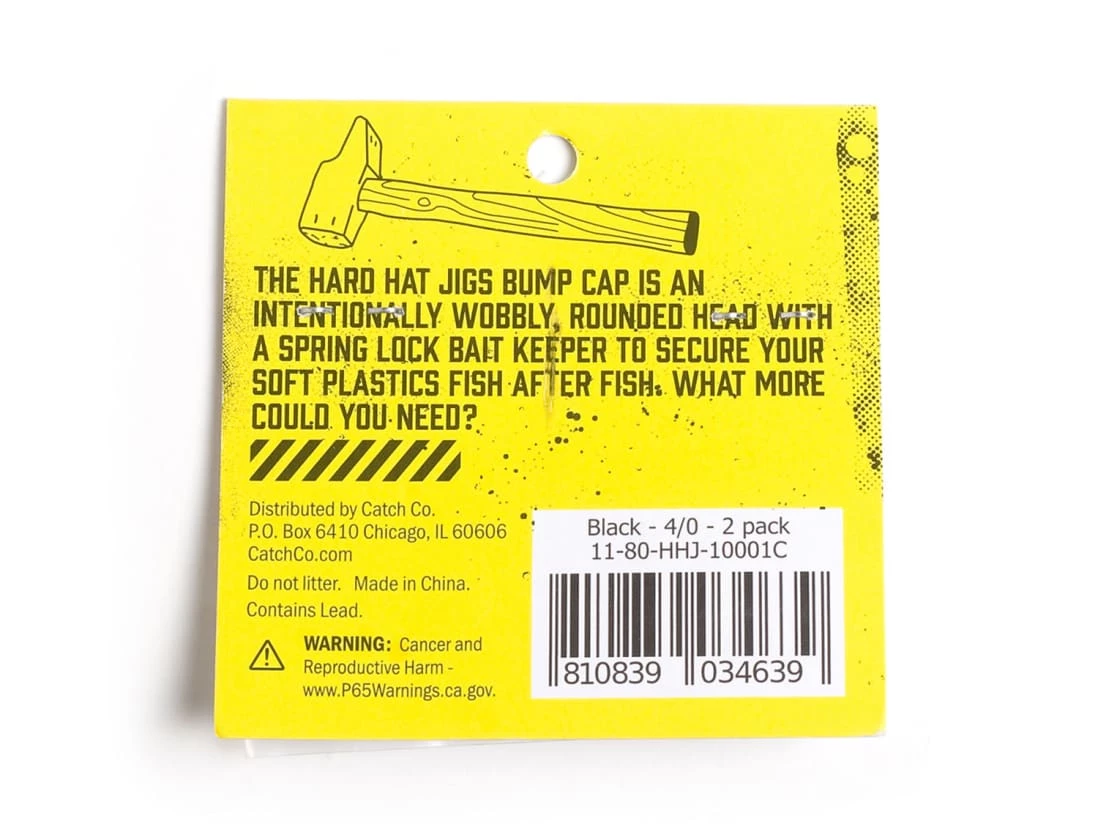 THE HARD HAT JIGS BUMP CAP IS AN
INTENTIONALLY WOBBLY, ROUNDED HEAD WITH
A SPRING LOCK BAIT KEEPER TO SECURE YOUR
SOFT PLASTICS FISH AFTER FISH. WHAT MORE
COULD YOU NEED?
Distributed by Catch Co.
P.O. Box 6410 Chicago, IL 60606
CatchCo.com
Do not litter. Made in China.
Contains Lead.
WARNING: Cancer and
Reproductive Harm -
www.P65Warnings.ca.gov.
Black - 4/0 - 2 pack
11-80-HHJ-10001C
810839 034639